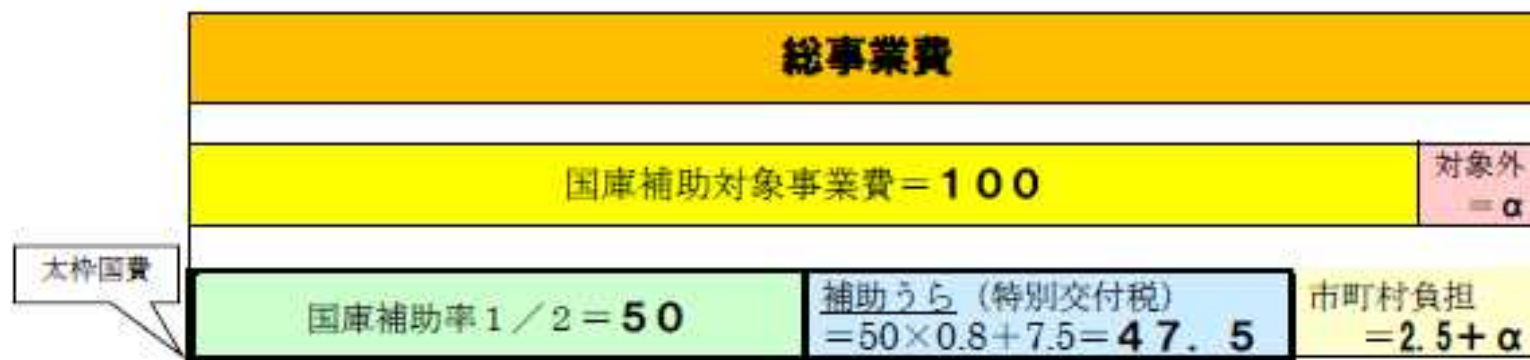 総事業費
国庫補助対象事業費＝１００
対象外
＝α
太枠国費
国庫補助率１／２＝５０
補助うら（特別交付税）
＝50×0.8＋7.5＝４７．５
市町村負担
＝2.5＋α